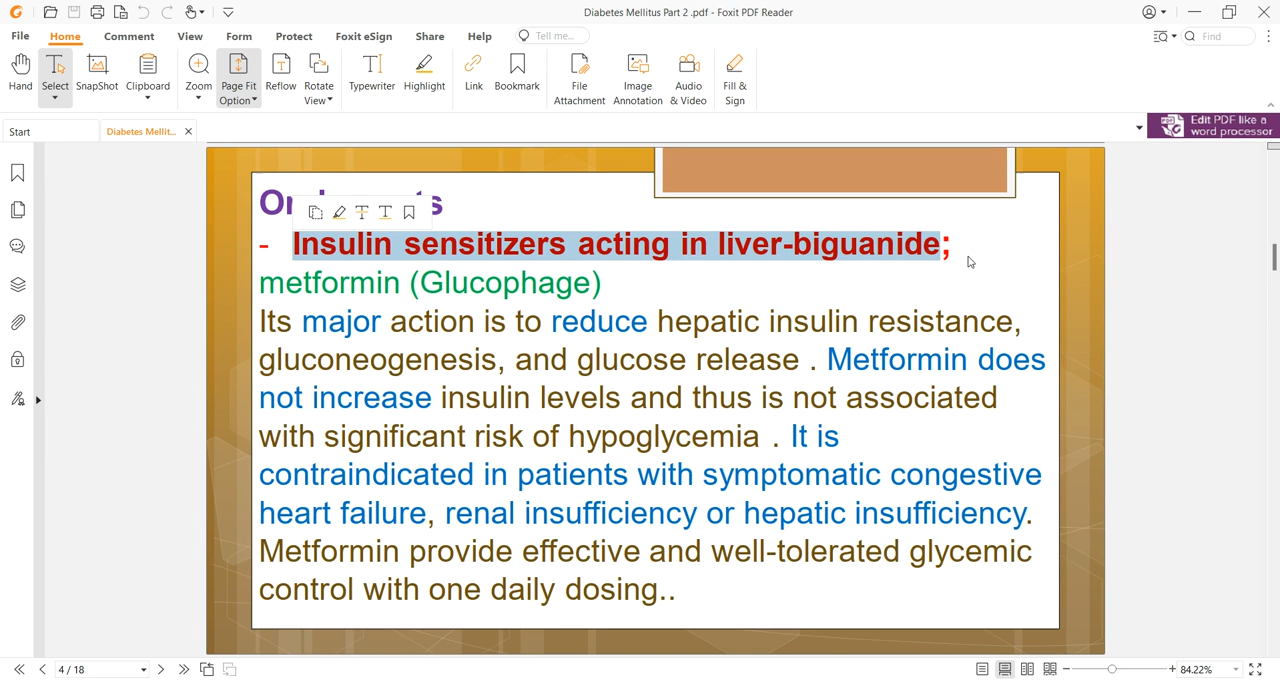 Diabetes Mellitus Part 2 .pdf - Foxit PDF Reader
File Home Comment View Form Protect Foxit eSign Share Help Tell me... Find
Hand Select SnapShot Clipboard Zoom Page Fit Option Reflow Rotate View Typewriter Highlight Link Bookmark File Attachment Image Annotation Audio & Video Fill & Sign
Start Diabetes Mellit... Edit PDF like a
word processor
- Insulin sensitizers acting in liver-biguanide;
metformin (Glucophage)
Its major action is to reduce hepatic insulin resistance,
gluconeogenesis, and glucose release . Metformin does
not increase insulin levels and thus is not associated
with significant risk of hypoglycemia . It is
contraindicated in patients with symptomatic congestive
heart failure, renal insufficiency or hepatic insufficiency.
Metformin provide effective and well-tolerated glycemic
control with one daily dosing..
4 / 18 84.22%